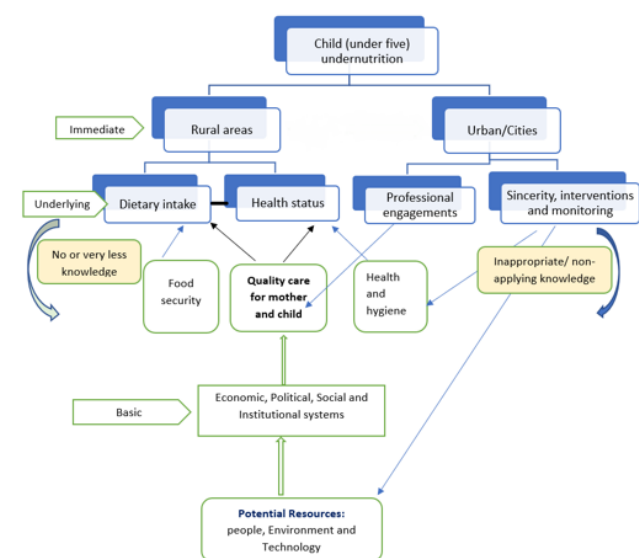 Child (under five)
undernutrition
Immediate
Rural areas
Urban/Cities
Underlying
Dietary intake
Health status
Professional
engagements
Sincerity, interventions
and monitoring
No or very less
knowledge
Food
security
Quality care
for mother
and child
Health
and
hygiene
Inappropriate/ non-
applying knowledge
Basic
Economic, Political, Social and
Institutional systems
Potential Resources:
people, Environment and
Technology